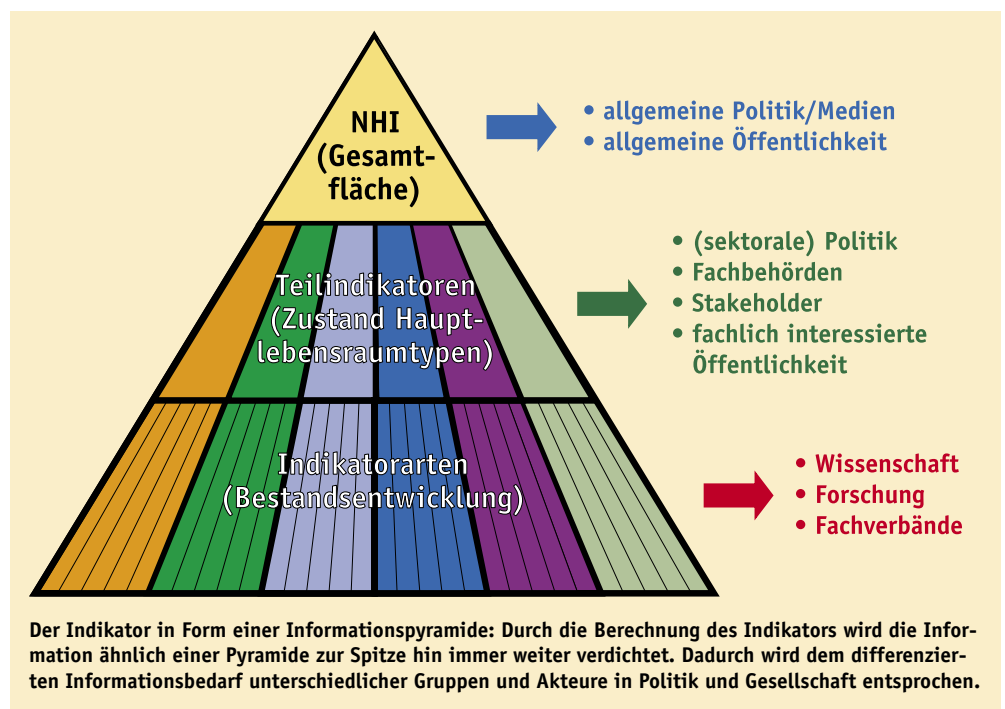 NHI
(Gesamt-
fläche)
• allgemeine Politik/Medien
• allgemeine Öffentlichkeit
Teilindikatoren
(Zustand Haupt-
lebensraumtypen)
• (sektorale) Politik
• Fachbehörden
• Stakeholder
• fachlich interessierte
Öffentlichkeit
Indikatorarten
(Bestandsentwicklung)
• Wissenschaft
• Forschung
• Fachverbände
Der Indikator in Form einer Informationspyramide: Durch die Berechnung des Indikators wird die Infor-
mation ähnlich einer Pyramide zur Spitze hin immer weiter verdichtet. Dadurch wird dem differenzier-
ten Informationsbedarf unterschiedlicher Gruppen und Akteure in Politik und Gesellschaft entsprochen.